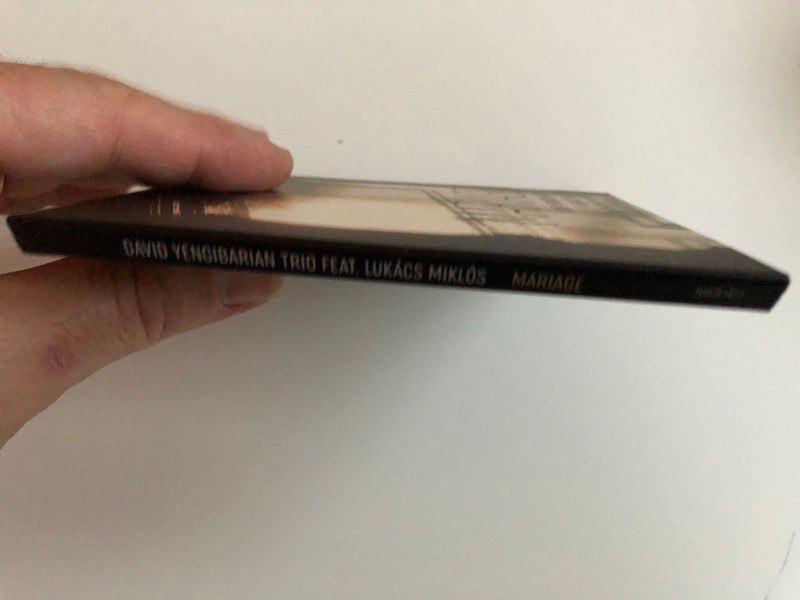 DAVID YENGIBARIAN TRIO FEAT. LUKÁCS MIKLÓS MARIAGE